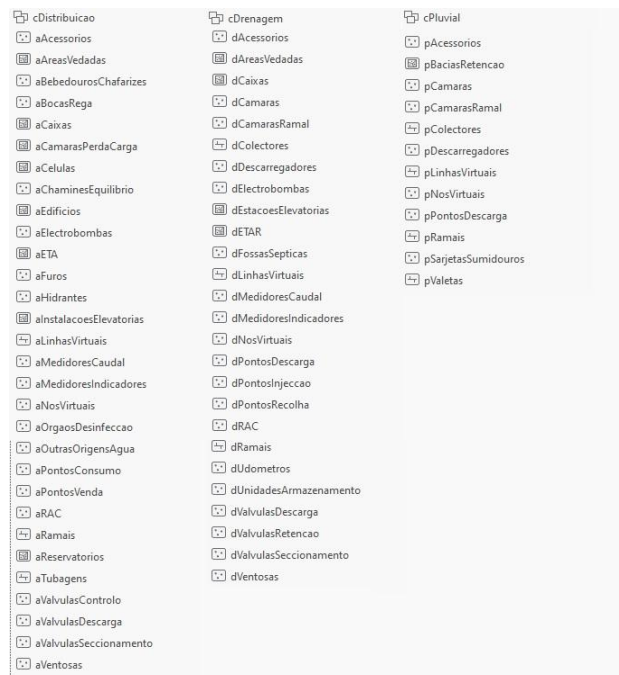 cDistribuicao
aAcessorios
aAreasVedadas
aBebedourosChafarizes
aBocasRega
aCaixas
aCamarasPerdaCarga
aCelulas
aChaminesEquilibrio
aEdificios
aElectrobombas
aETA
aFuros
aHidrantes
aInstalacoesElevatorias
aLinhasVirtuais
aMedidoresCaudal
aMedidoresIndicadores
aNosVirtuais
aOrgaosDesinfeccao
aOutrasOrigensAgua
aPontosConsumo
aPontosVenda
aRAC
aRamais
aReservatorios
aTubagens
aValvulasControlo
aValvulasDescarga
aValvulasSeccionamento
aVentosas
cDrenagem
dAcessorios
dAreasVedadas
dCaixas
dCamaras
dCamarasRamal
dColectores
dDescarregadores
dElectrobombas
dEstacoesElevatorias
dETAR
dFossasSepticas
dLinhasVirtuais
dMedidoresCaudal
dMedidoresIndicadores
dNosVirtuais
dPontosDescarga
dPontosInjeccao
dPontosRecolha
dRAC
dRamais
dUdometros
dUnidadesArmazenamento
dValvulasDescarga
dValvulasRetencao
dValvulasSeccionamento
dVentosas
cPluvial
pAcessorios
pBaciasRetencao
pCamaras
pCamarasRamal
pColectores
pDescarregadores
pLinhasVirtuais
pNosVirtuais
pPontosDescarga
pRamais
pSarjetasSumidouros
pValetas